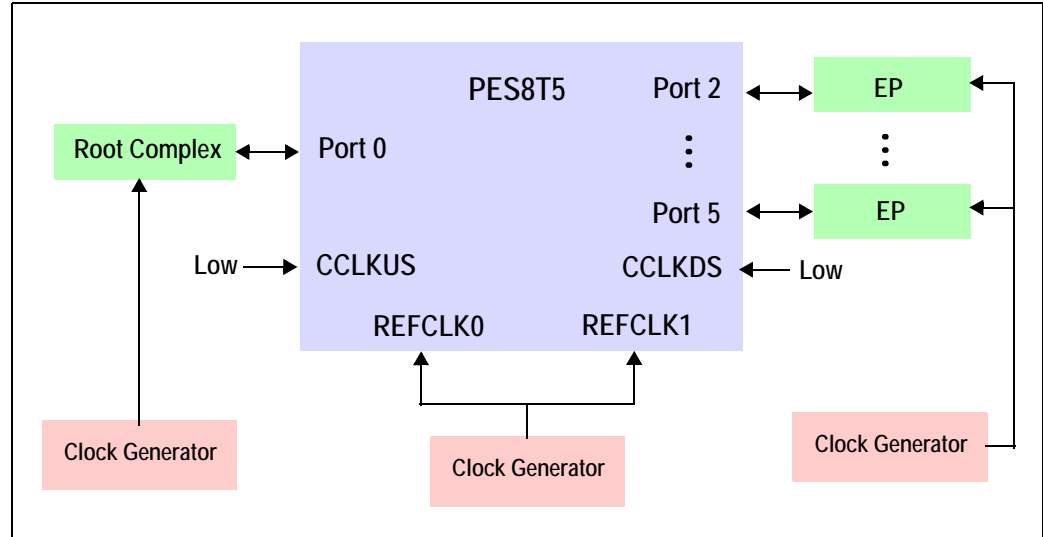 PES8T5
Port 2
EP
Root Complex
Port 0
Port 5
EP
Low
CCLKUS
CCLKDS
Low
REFCLK0
REFCLK1
Clock Generator
Clock Generator
Clock Generator